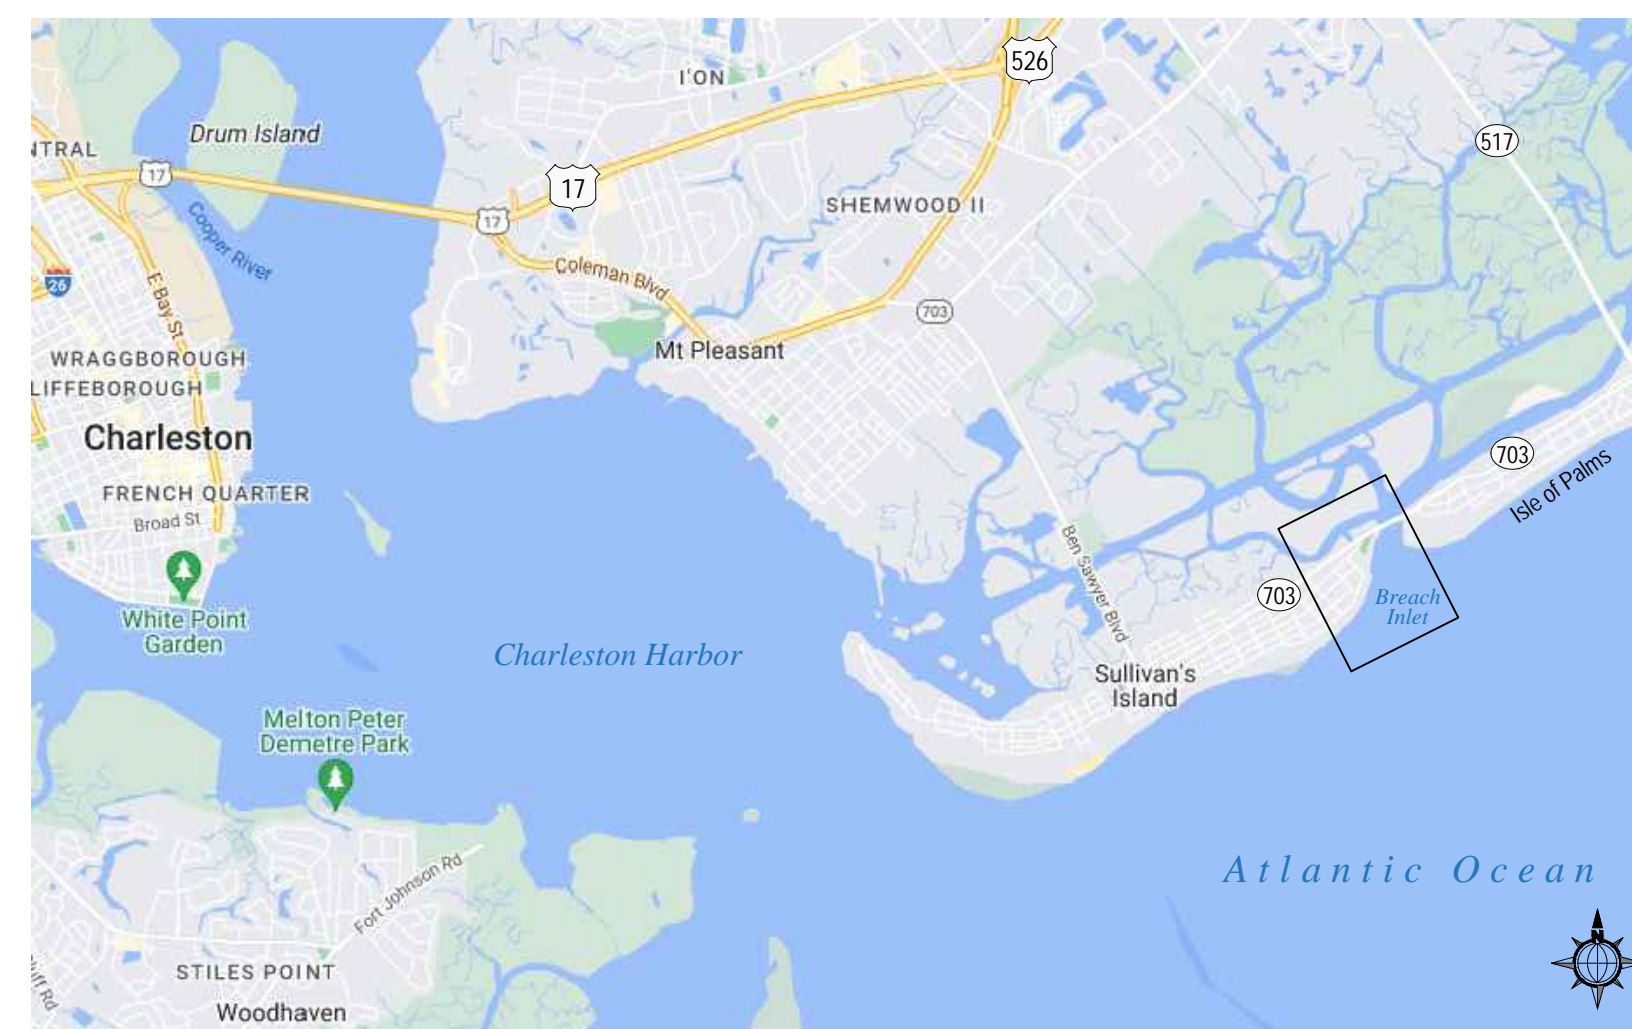 I'ON
526
Drum Island
NTRAL
517
17
17
17
SHEMWOOD II
Cooper River
Coleman Blvd
26
E Bay St
703
WRAGGBOROUGH
LIFFEBOROUGH
Mt Pleasant
Charleston
703
Isle of Palms
FRENCH QUARTER
Broad St
Ben Sawyer Blvd
703
Breach
Inlet
White Point
Garden
Charleston Harbor
Sullivan's
Island
Melton Peter
Demetre Park
Atlantic Ocean
Fort Johnson Rd
N
STILES POINT
Woodhaven